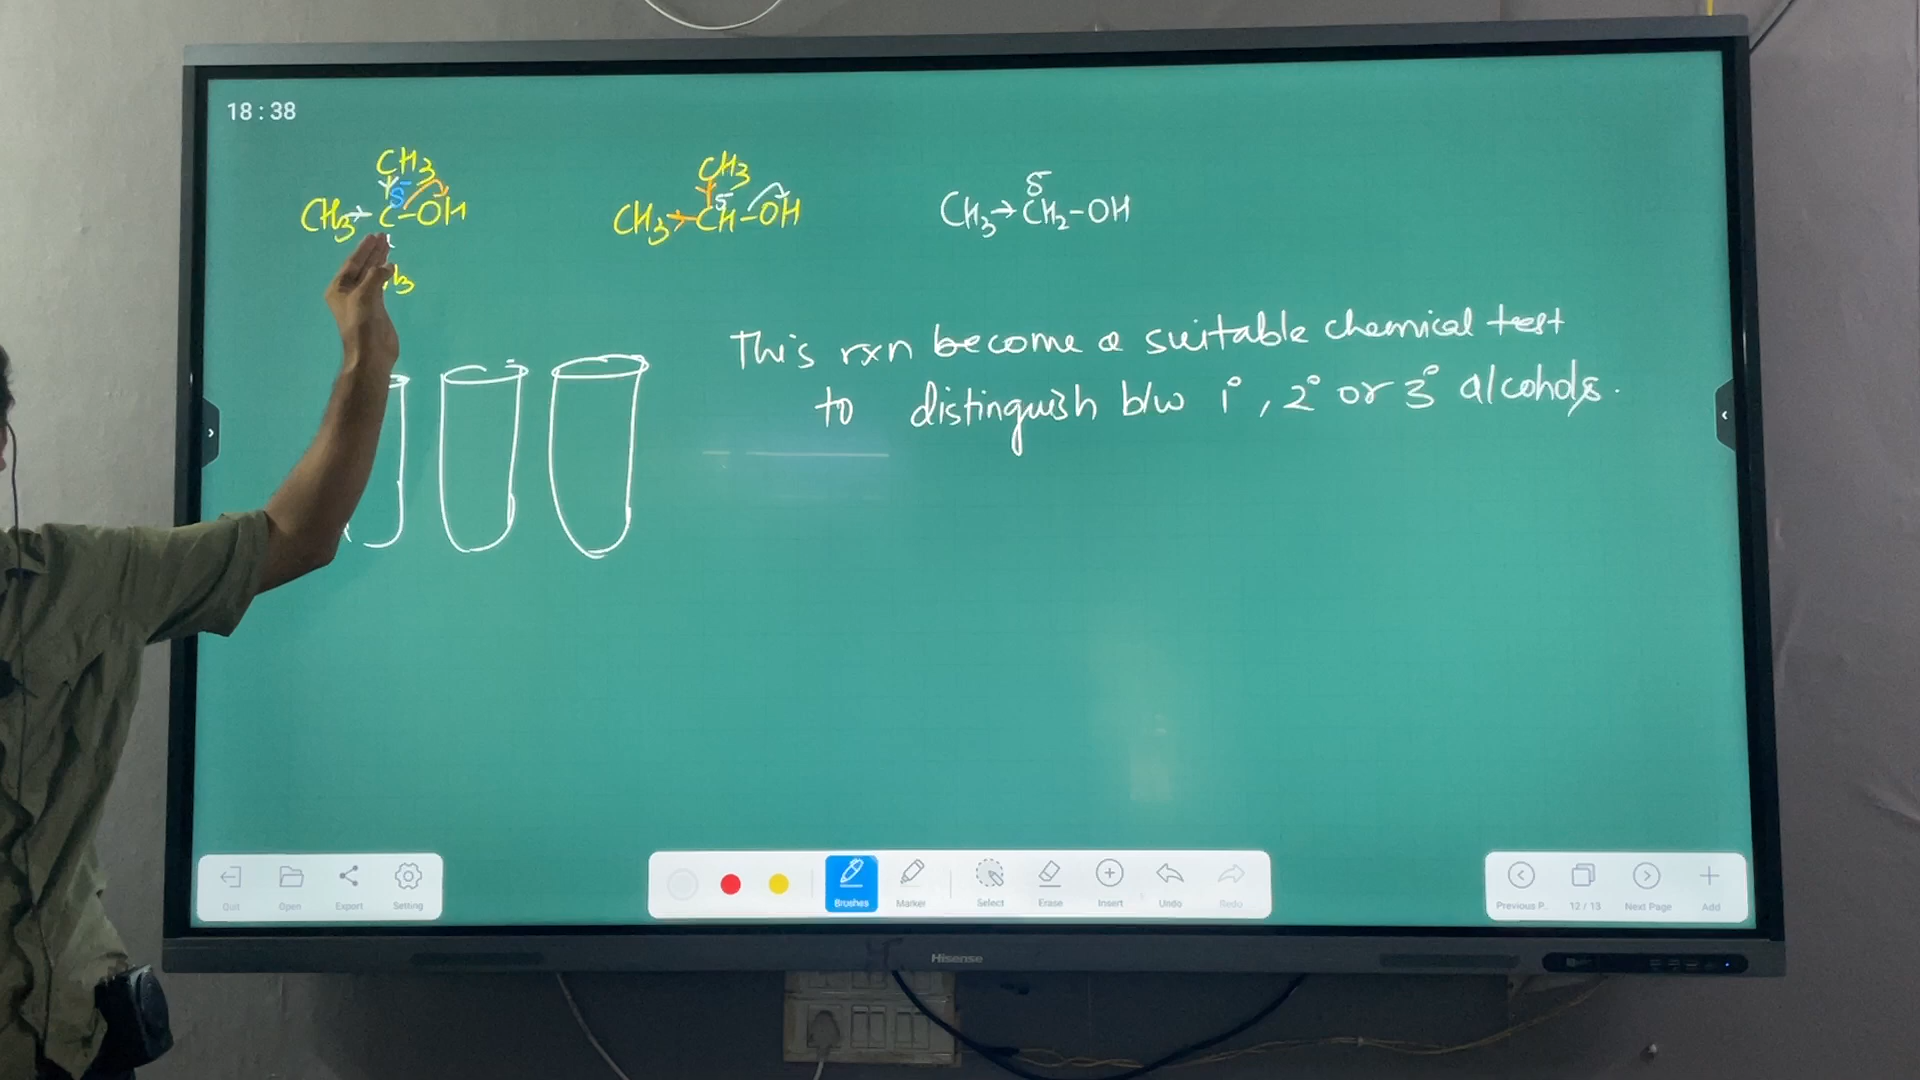 18 : 38
CH3 CH3
CH3 → C - OH CH3 → CH - OH CH3 → CH2 - OH
δ- δ- δ-
This rxn become a suitable chemical test
to distinguish b/w 1°, 2° or 3° alcohols.
Quit Open Export Setting
Brushes Marker Select Erase Insert Undo Redo
Previous P.. 12 / 13 Next Page Add
Hisense